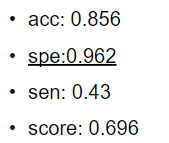 • acc: 0.856
• spe:0.962
• sen: 0.43
• score: 0.696